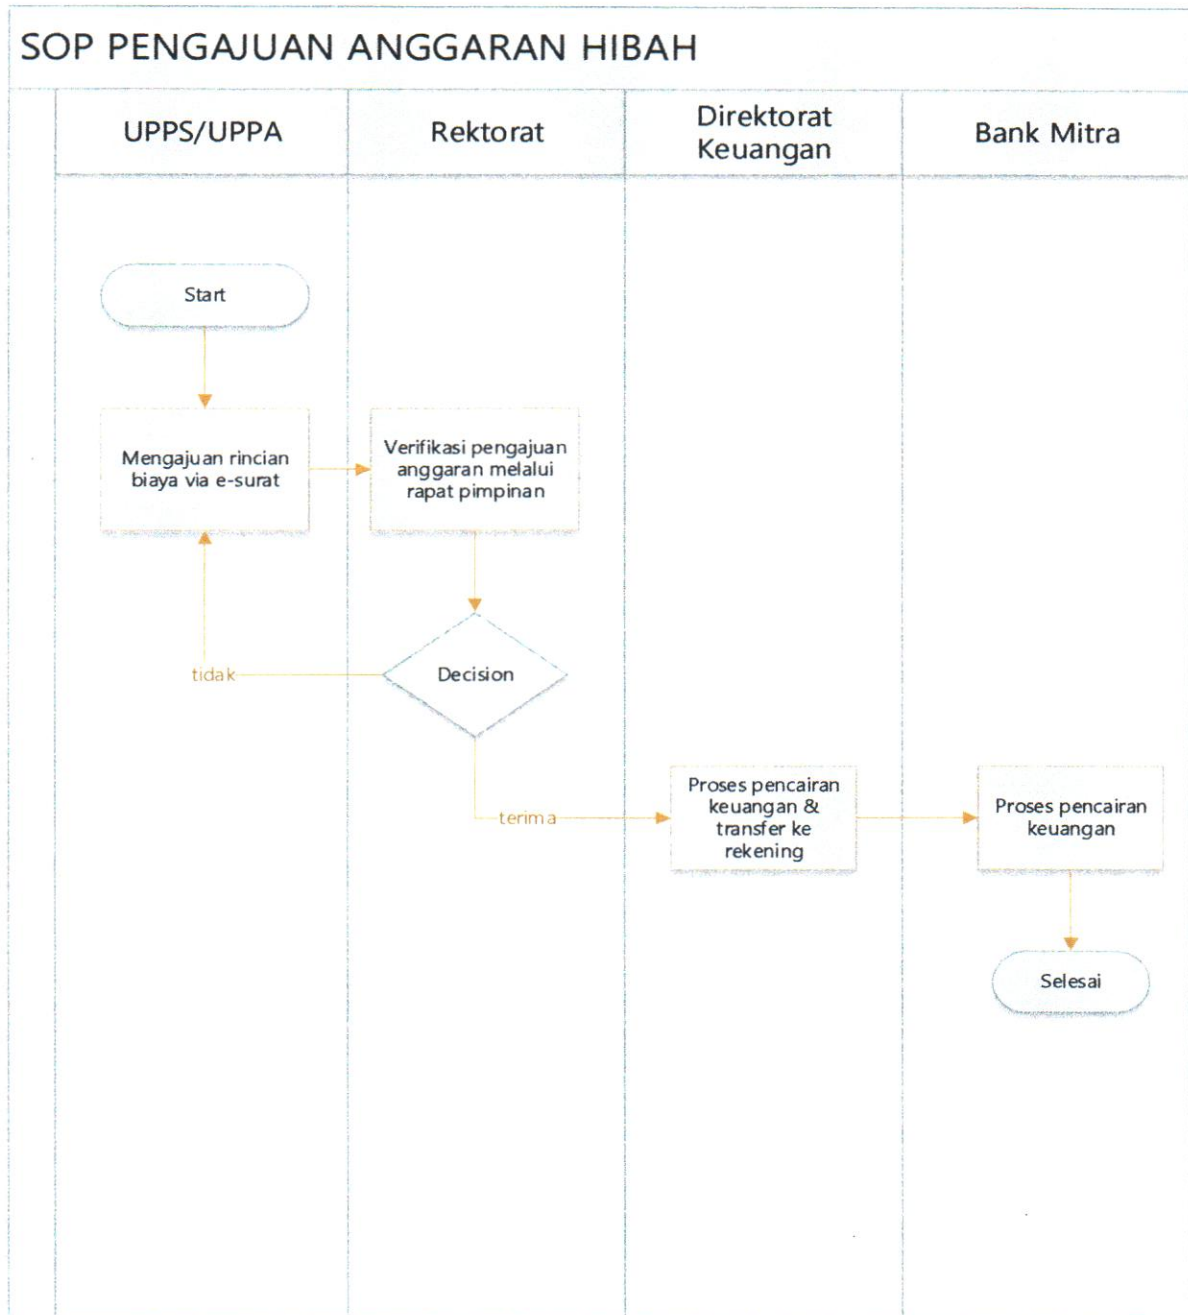 SOP PENGAJUAN ANGGARAN HIBAH
UPPS/UPPA
Rektorat
Direktorat
Keuangan
Bank Mitra
Start
Mengajuan rincian
biaya via e-surat
Verifikasi pengajuan
anggaran melalui
rapat pimpinan
tidak
Decision
terima
Proses pencairan
keuangan &
transfer ke
rekening
Proses pencairan
keuangan
Selesai